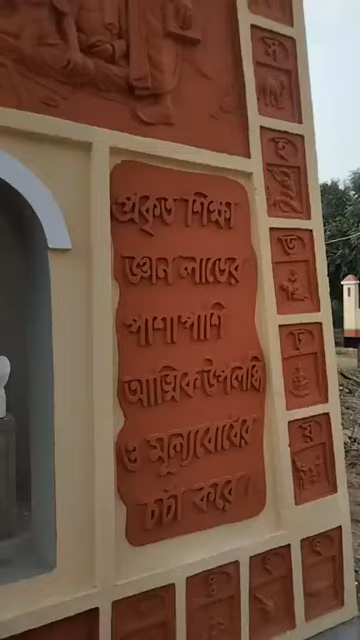 প্রকৃত শিক্ষা
জ্ঞান লাভের
পাশাপাশি
আত্মিক উপলব্ধি
ও মূল্যবোধের
চর্চা করে
স
হ